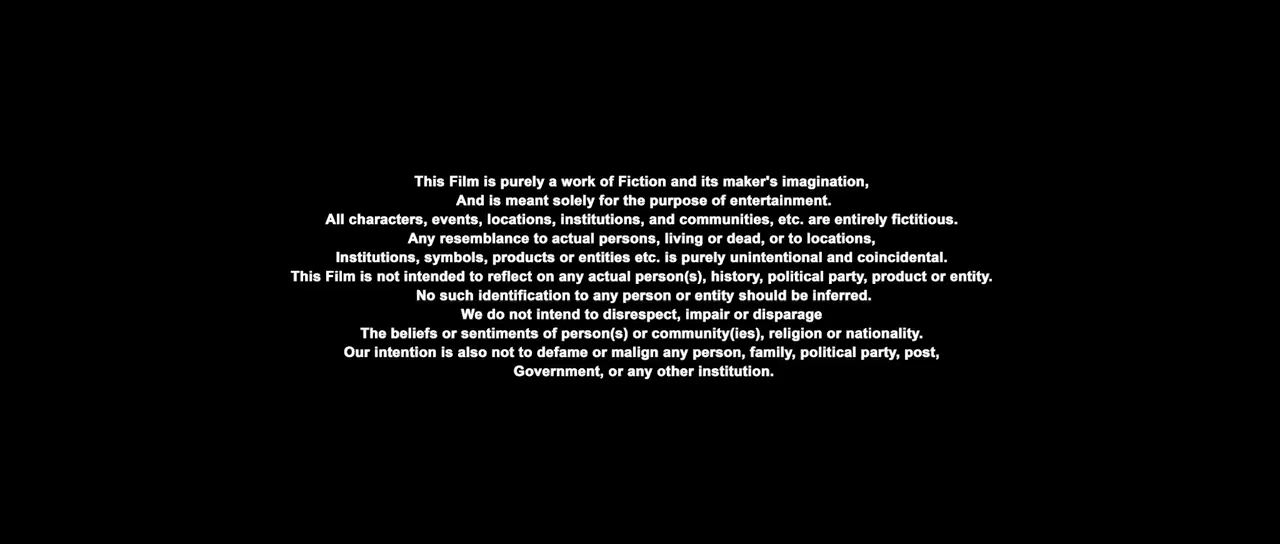 This Film is purely a work of Fiction and its maker's imagination,
And is meant solely for the purpose of entertainment.
All characters, events, locations, institutions, and communities, etc. are entirely fictitious.
Any resemblance to actual persons, living or dead, or to locations,
Institutions, symbols, products or entities etc. is purely unintentional and coincidental.
This Film is not intended to reflect on any actual person(s), history, political party, product or entity.
No such identification to any person or entity should be inferred.
We do not intend to disrespect, impair or disparage
The beliefs or sentiments of person(s) or community(ies), religion or nationality.
Our intention is also not to defame or malign any person, family, political party, post,
Government, or any other institution.